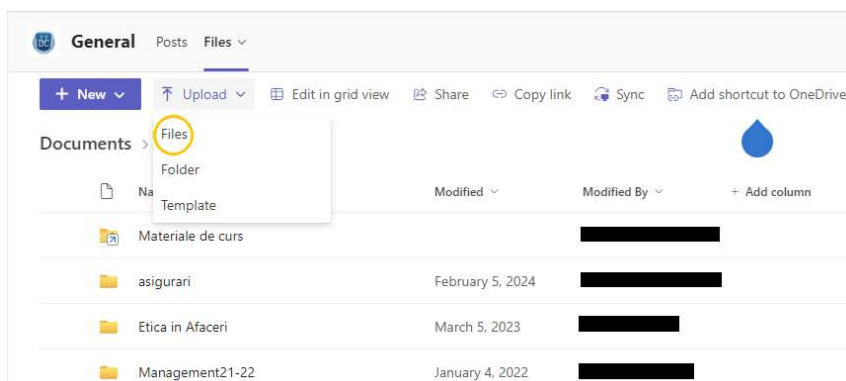 General Posts Files
+ New Upload Edit in grid view Share Copy link Sync Add shortcut to OneDrive
Documents > Files
Folder
Na Modified Modified By + Add column
Template
Materiale de curs
asigurari February 5, 2024
Etica in Afaceri March 5, 2023
Management21-22 January 4, 2022